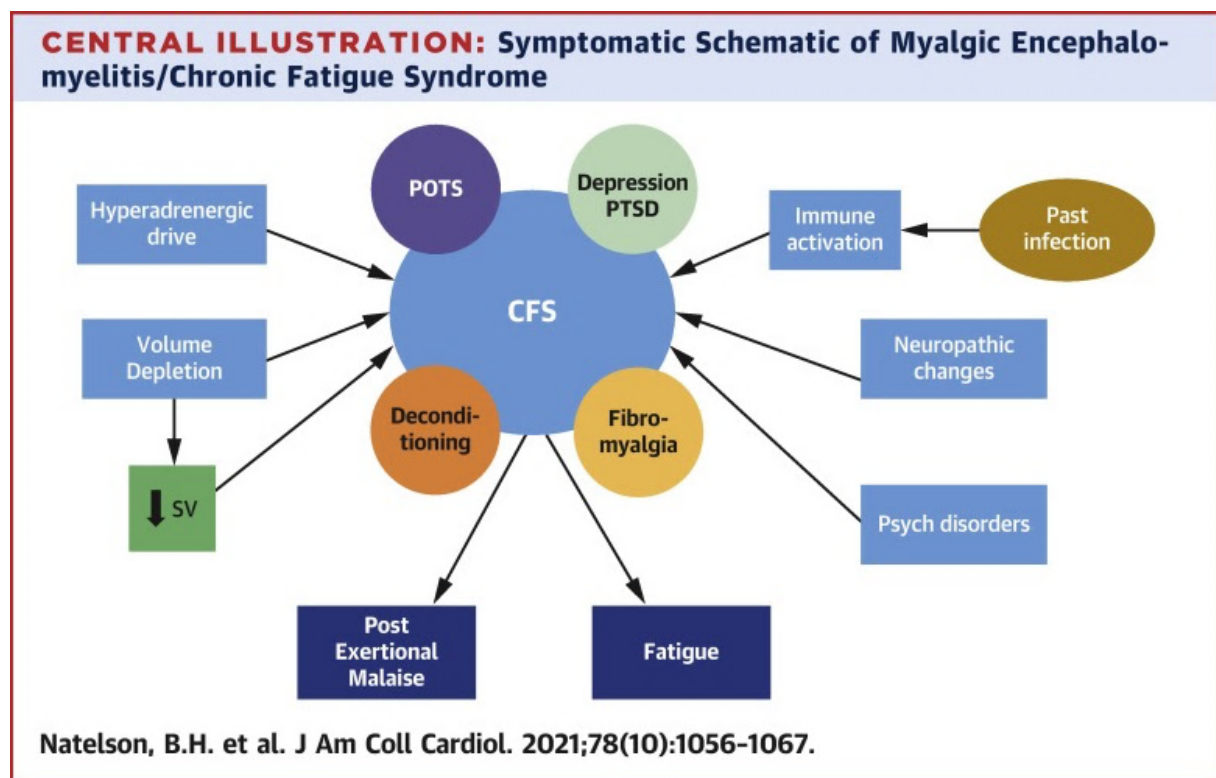 CENTRAL ILLUSTRATION: Symptomatic Schematic of Myalgic Encephalo-
myelitis/Chronic Fatigue Syndrome
POTS
Depression
PTSD
Hyperadrenergic
drive
Immune
activation
Past
infection
CFS
Volume
Depletion
Neuropathic
changes
Decondi-
tioning
Fibro-
myalgia
⬇ SV
Psych disorders
Post
Exertional
Malaise
Fatigue
Natelson, B.H. et al. J Am Coll Cardiol. 2021;78(10):1056–1067.